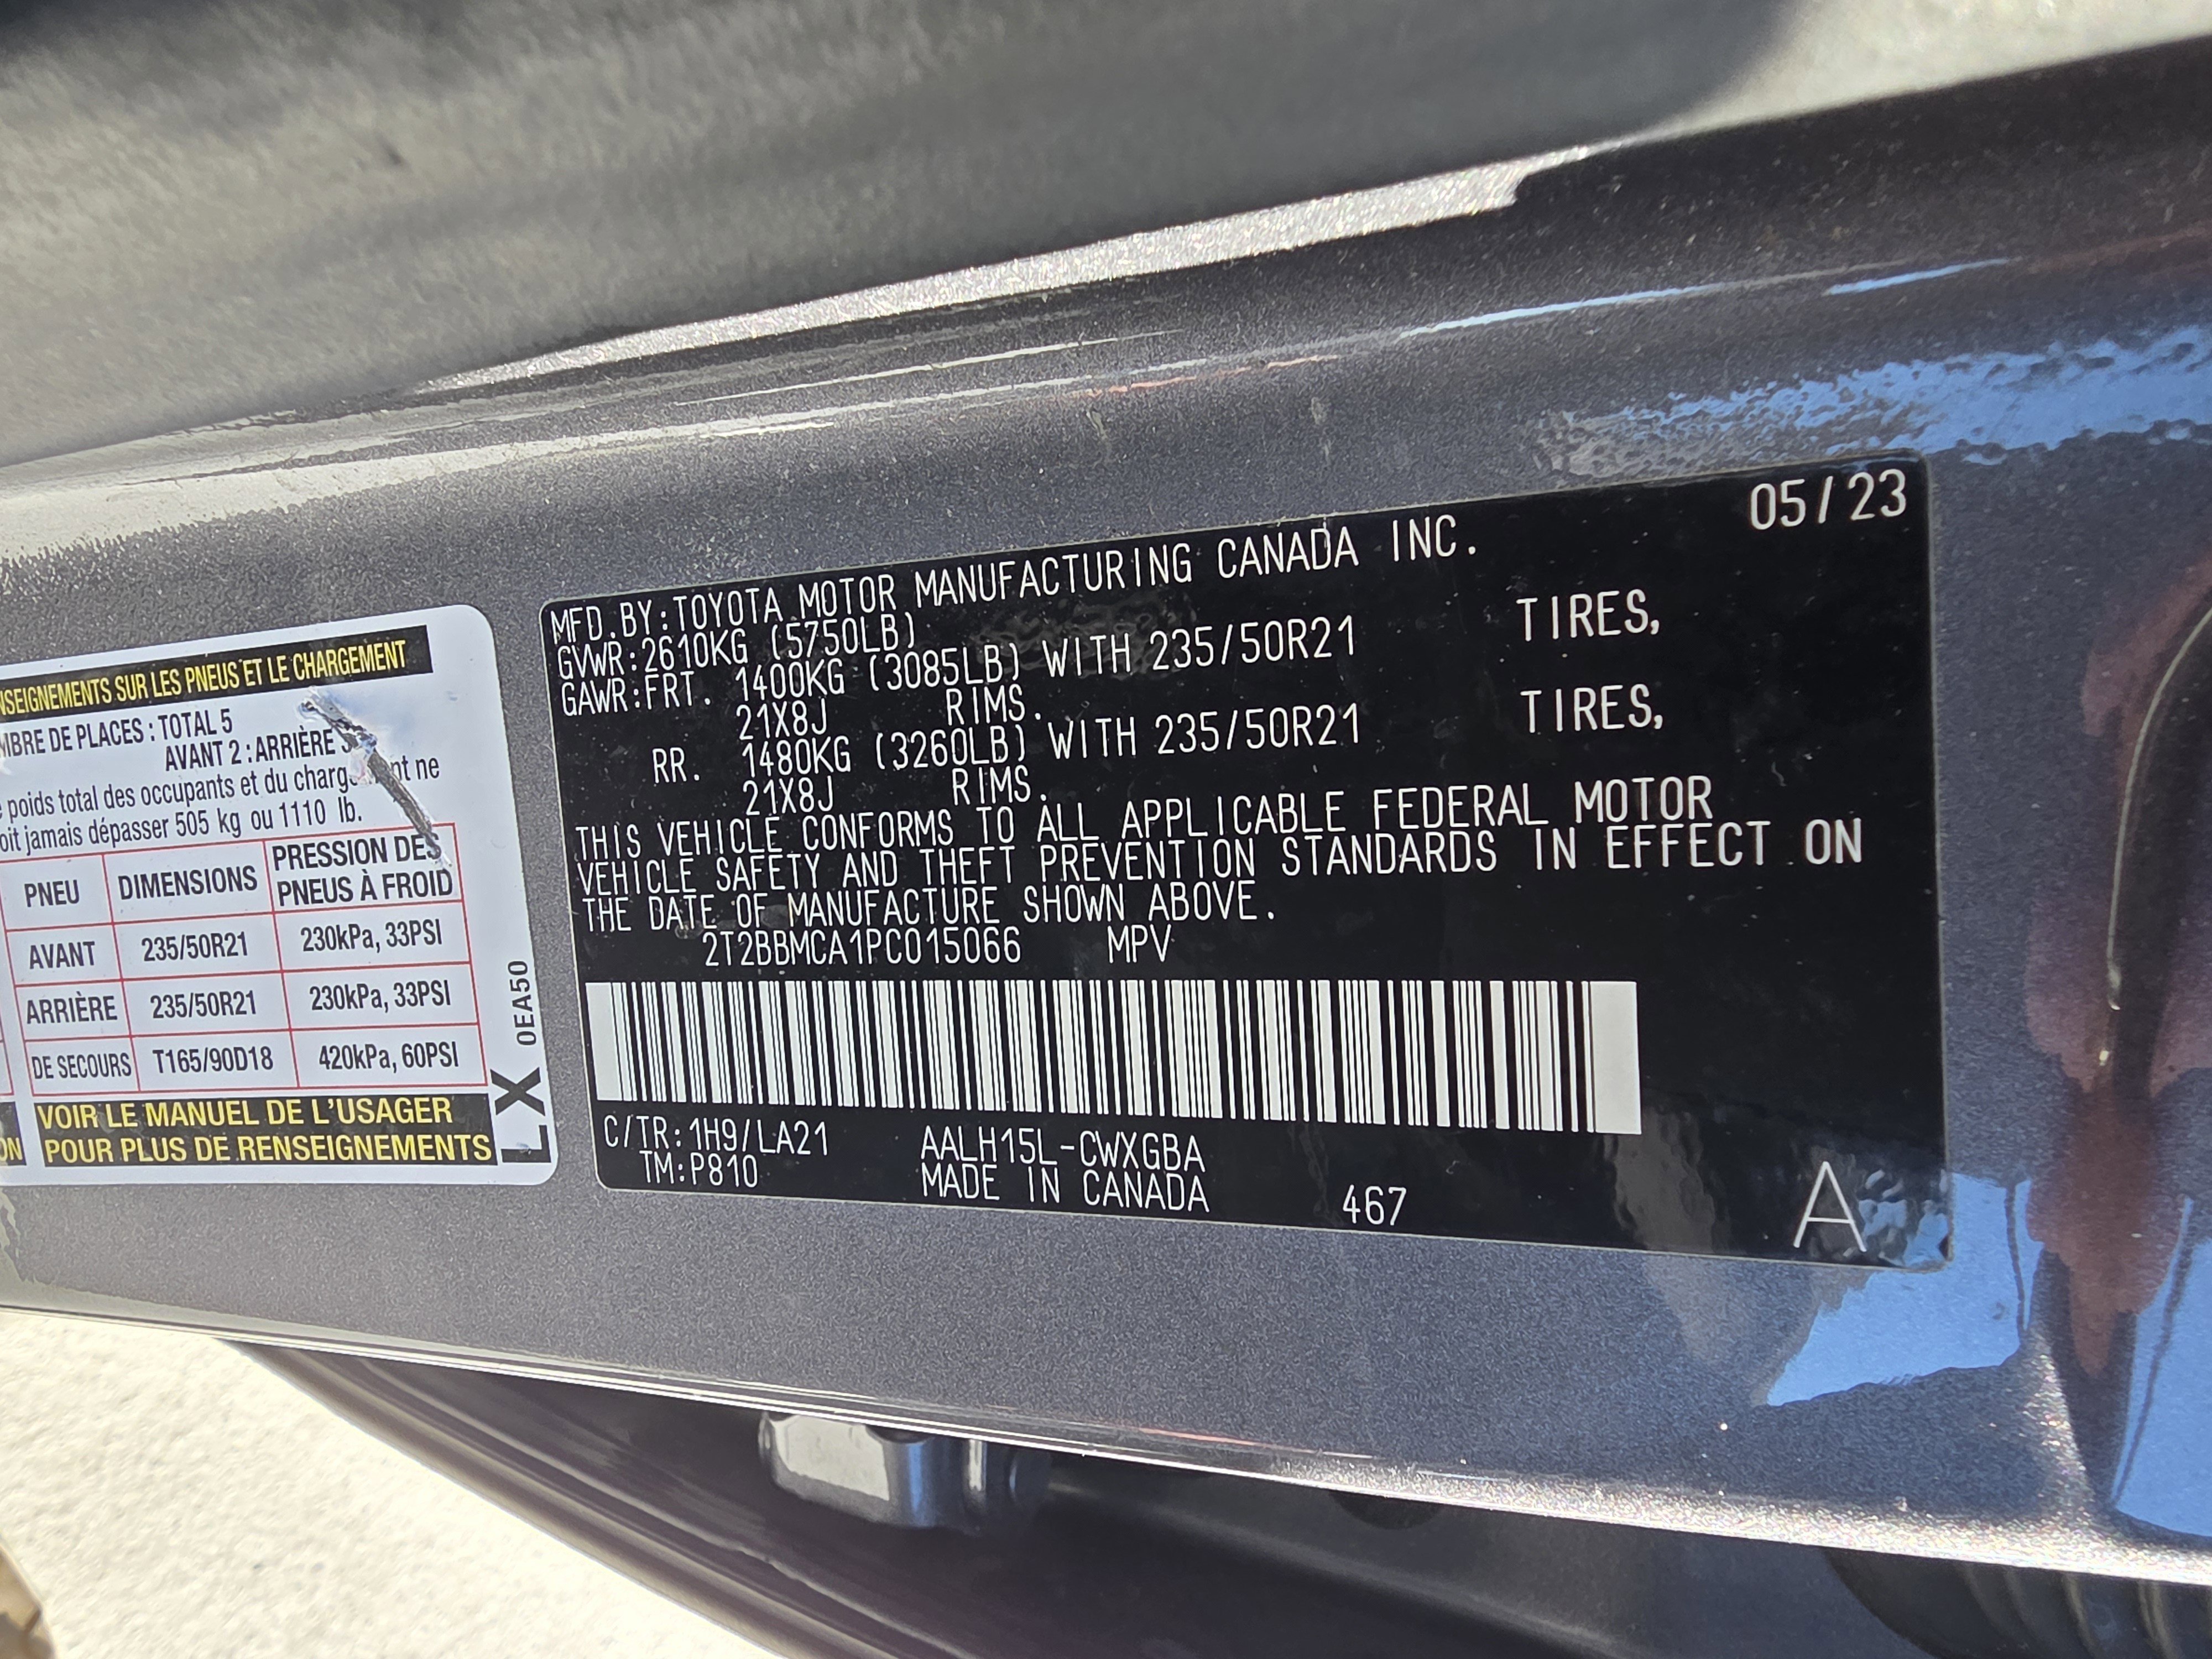 05/23
MFD.BY:TOYOTA MOTOR MANUFACTURING CANADA INC.
GVWR:2610KG (5750LB)
GAWR:FRT. 1400KG (3085LB) WITH 235/50R21 TIRES,
21X8J RIMS.
RR. 1480KG (3260LB) WITH 235/50R21 TIRES,
21X8J RIMS.
THIS VEHICLE CONFORMS TO ALL APPLICABLE FEDERAL MOTOR
VEHICLE SAFETY AND THEFT PREVENTION STANDARDS IN EFFECT ON
THE DATE OF MANUFACTURE SHOWN ABOVE.
2T2BBMCA1PC015066 MPV
C/TR:1H9/LA21 AALH15L-CWXGBA
TM:P810 MADE IN CANADA 467
A
SUR LES PNEUS ET LE CHARGEMENT
DE PLACES : TOTAL 5
AVANT 2 : ARRIÈRE 3
poids total des occupants et du ne
jamais dépasser 505 kg ou 1110 lb.
PNEU DIMENSIONS PRESSION DES
PNEUS À FROID
AVANT 235/50R21 230kPa, 33PSI
ARRIÈRE 235/50R21 230kPa, 33PSI
DE SECOURS T165/90D18 420kPa, 60PSI
VOIR LE MANUEL DE L'USAGER
POUR PLUS DE RENSEIGNEMENTS
LX 0EA50